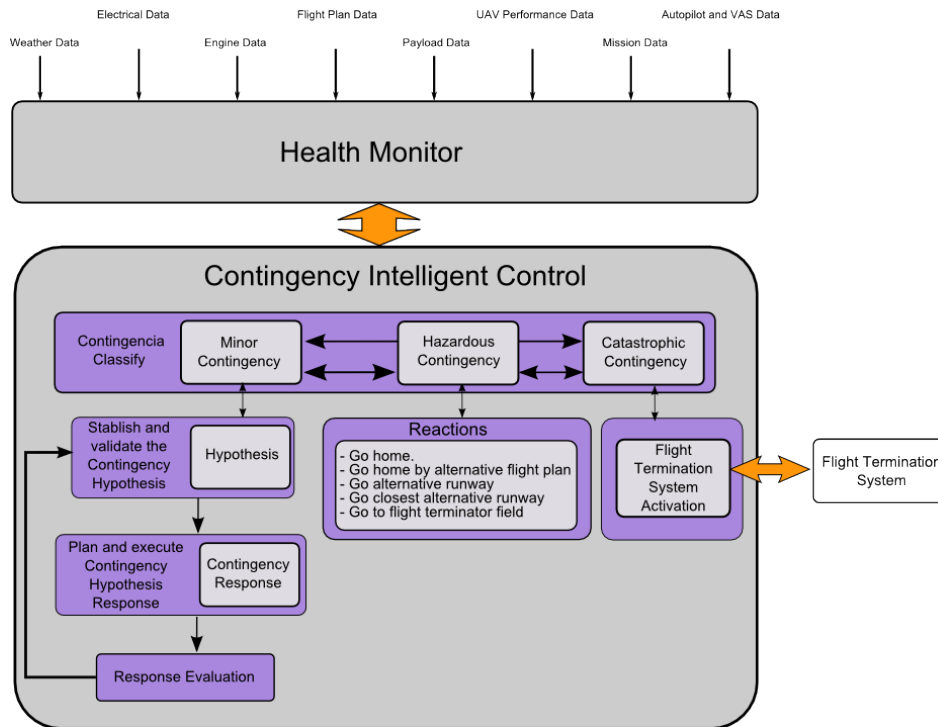 Electrical Data
Flight Plan Data
UAV Performance Data
Autopilot and VAS Data
Weather Data
Engine Data
Payload Data
Mission Data
Health Monitor
Contingency Intelligent Control
Contingencia
Classify
Minor
Contingency
Hazardous
Contingency
Catastrophic
Contingency
Stablish and
validate the
Contingency
Hypothesis
Hypothesis
Reactions
- Go home.
- Go home by alternative flight plan
- Go alternative runway
- Go closest alternative runway
- Go to flight terminator field
Flight
Termination
System
Activation
Flight Termination
System
Plan and execute
Contingency
Hypothesis
Response
Contingency
Response
Response Evaluation